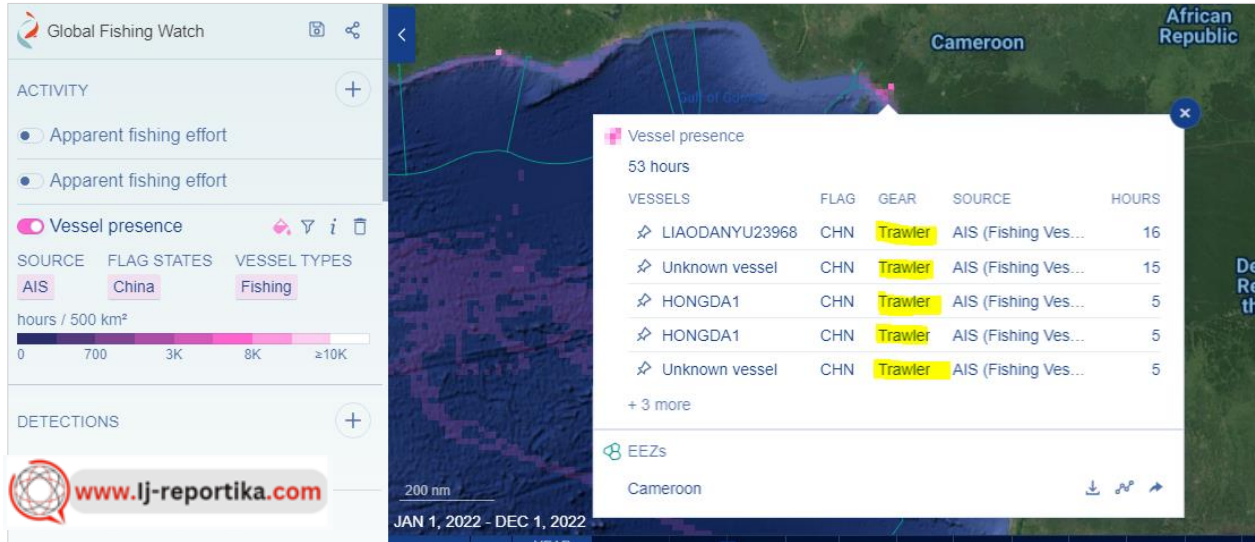 Global Fishing Watch
ACTIVITY
Apparent fishing effort
Apparent fishing effort
Vessel presence
SOURCE FLAG STATES VESSEL TYPES
AIS China Fishing
hours / 500 km²
0 700 3K 8K ≥10K
DETECTIONS
www.lj-reportika.com
African
Republic
Cameroon
Gulf of Guinea
Vessel presence
53 hours
VESSELS FLAG GEAR SOURCE HOURS
LIAODANYU23968 CHN Trawler AIS (Fishing Ves... 16
Unknown vessel CHN Trawler AIS (Fishing Ves... 15
HONGDA1 CHN Trawler AIS (Fishing Ves... 5
HONGDA1 CHN Trawler AIS (Fishing Ves... 5
Unknown vessel CHN Trawler AIS (Fishing Ves... 5
+ 3 more
EEZs
Cameroon
De
Re
th
200 nm
JAN 1, 2022 - DEC 1, 2022